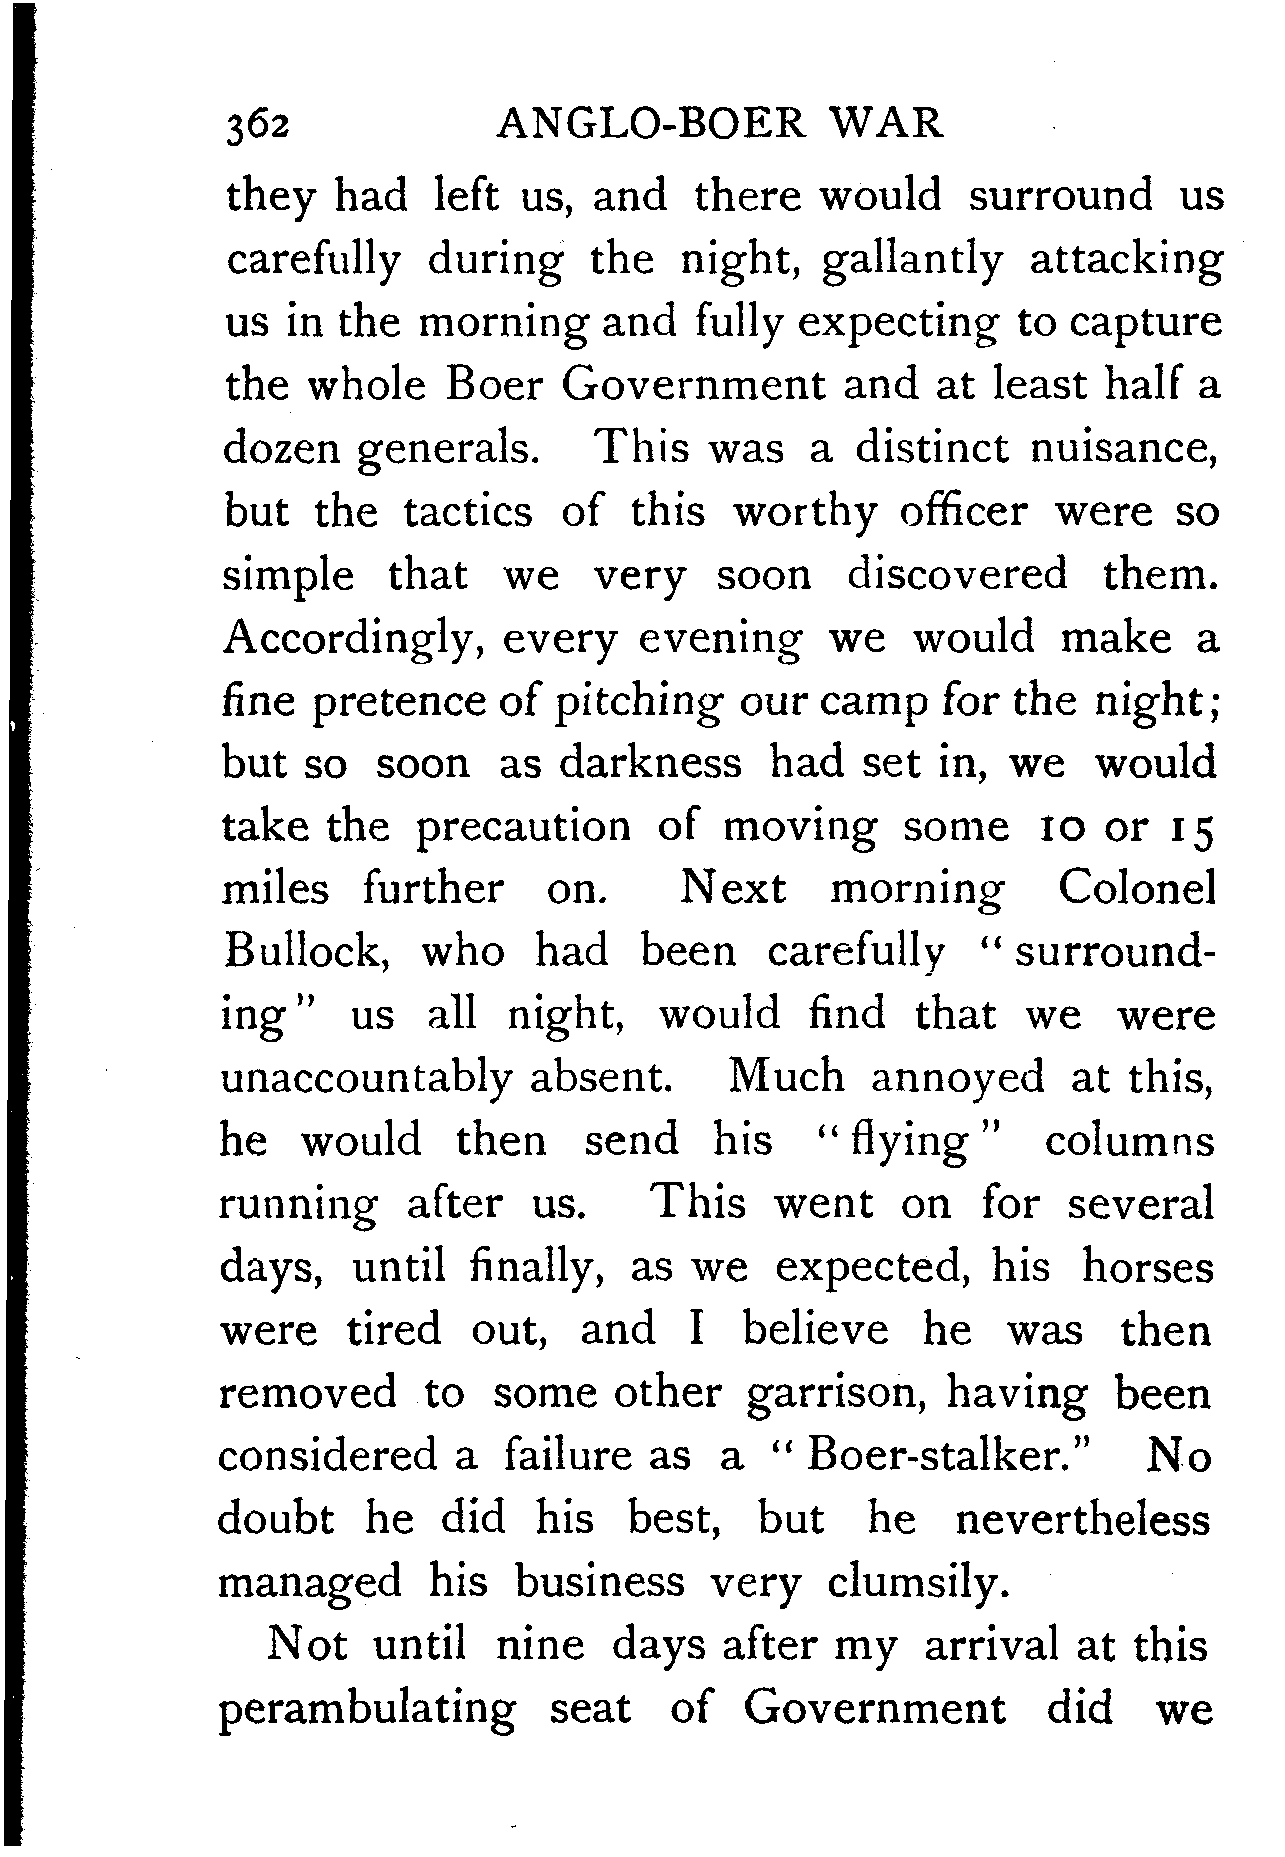 362 ANGLO-BOER WAR
they had left us, and there would surround us
carefully during the night, gallantly attacking
us in the morning and fully expecting to capture
the whole Boer Government and at least half a
dozen generals. This was a distinct nuisance,
but the tactics of this worthy officer were so
simple that we very soon discovered them.
Accordingly, every evening we would make a
fine pretence of pitching our camp for the night;
but so soon as darkness had set in, we would
take the precaution of moving some 10 or 15
miles further on. Next morning Colonel
Bullock, who had been carefully "surround-
ing" us all night, would find that we were
unaccountably absent. Much annoyed at this,
he would then send his "flying" columns
running after us. This went on for several
days, until finally, as we expected, his horses
were tired out, and I believe he was then
removed to some other garrison, having been
considered a failure as a "Boer-stalker." No
doubt he did his best, but he nevertheless
managed his business very clumsily.
Not until nine days after my arrival at this
perambulating seat of Government did we